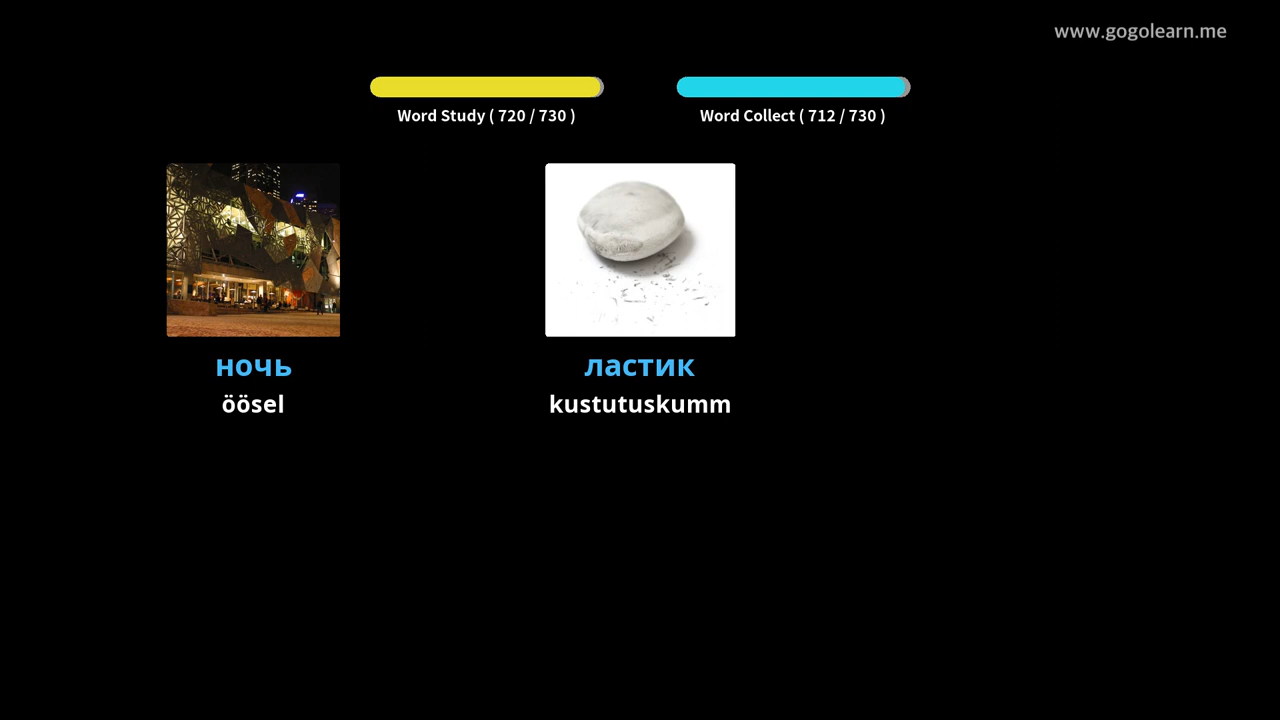 www.gogolearn.me
Word Study ( 720 / 730 )
Word Collect ( 712 / 730 )
ночь
öösel
ластик
kustutuskumm